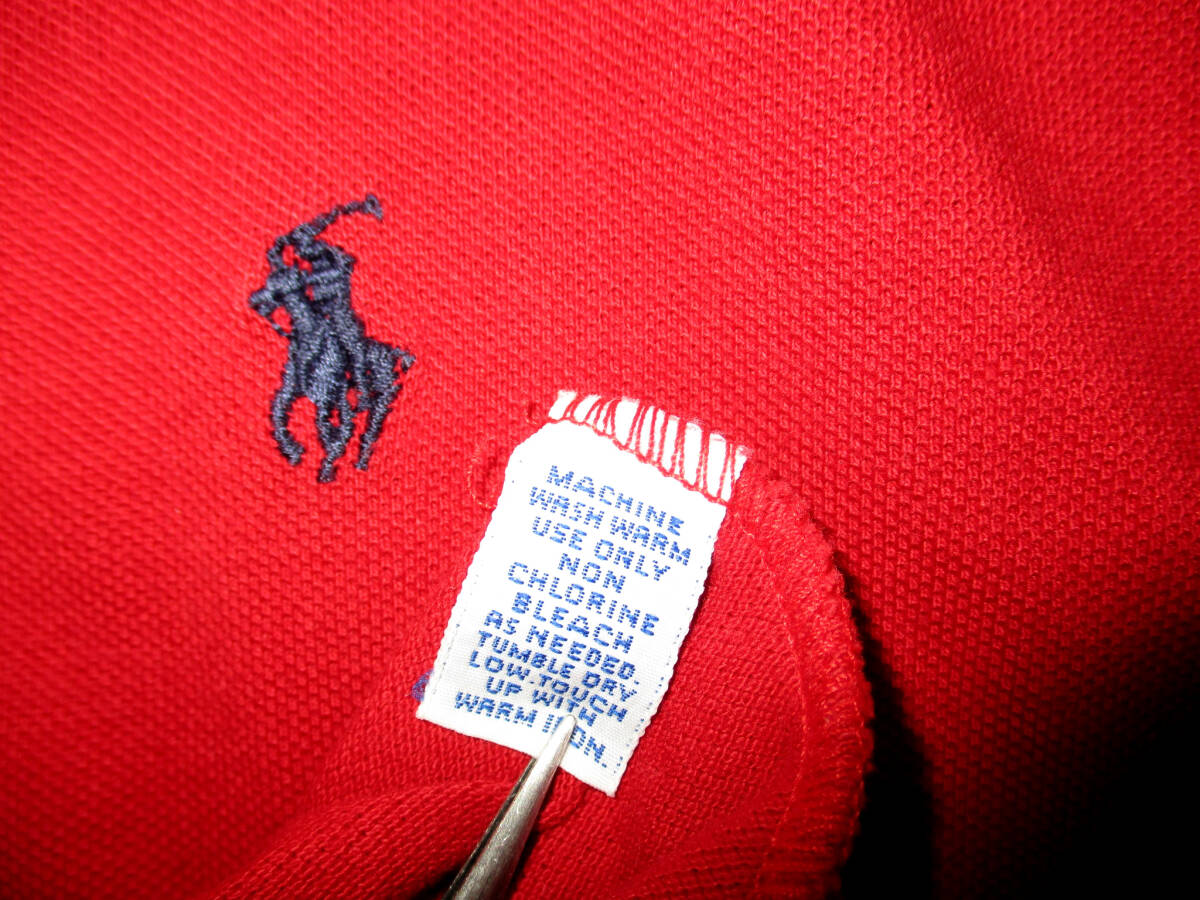 MACHINE
WASH WARM
USE ONLY
NON
CHLORINE
BLEACH
AS NEEDED.
TUMBLE DRY
LOW. TOUCH
UP WITH
WARM IRON.